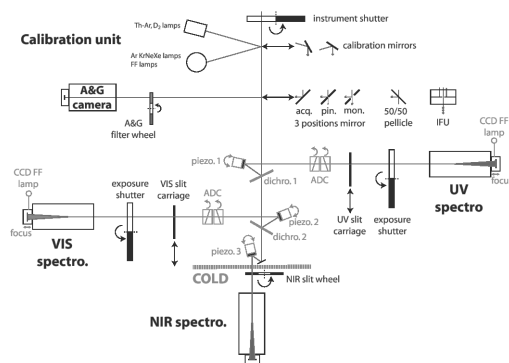 instrument shutter
Th-Ar, D₂ lamps
Calibration unit
Ar KrNeXe lamps
FF lamps
calibration mirrors
A&G
camera
A&G
filter wheel
acq. pin. mon.
3 positions mirror
50/50
pellicle
IFU
CCD FF
lamp
piezo. 1
dichro. 1
ADC
UV slit
carriage
exposure
shutter
focus
UV
spectro
CCD FF
lamp
exposure
shutter
VIS slit
carriage
ADC
focus
VIS
spectro.
piezo. 2
dichro. 2
piezo. 3
COLD
NIR slit wheel
NIR spectro.